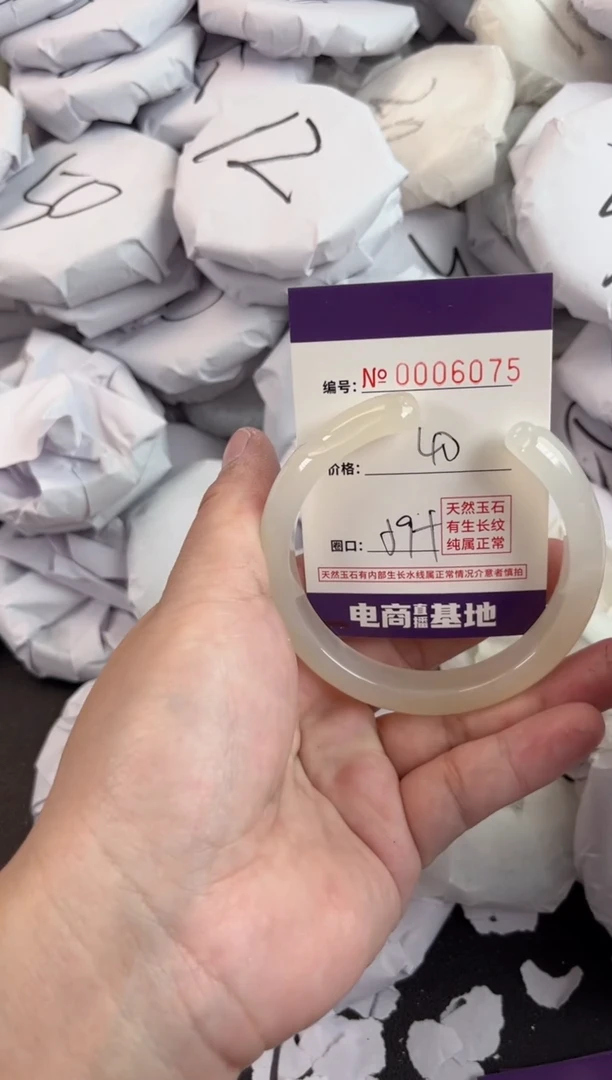 50
编号: № 0006075
价格: 40
圈口:
天然玉石
有生长纹
纯属正常
天然玉石有内部生长水线属正常情况介意者慎拍
电商直播基地